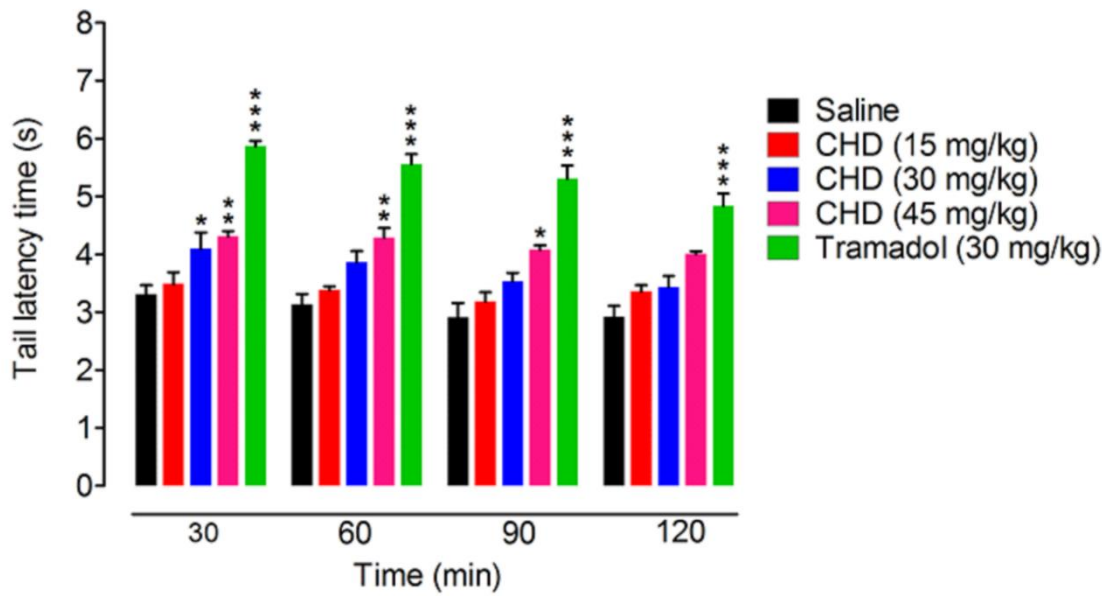 8
7
6
5
4
3
2
1
0
Tail latency time (s)
* ** ***
** ***
* ***
***
30 60 90 120
Time (min)
Saline
CHD (15 mg/kg)
CHD (30 mg/kg)
CHD (45 mg/kg)
Tramadol (30 mg/kg)